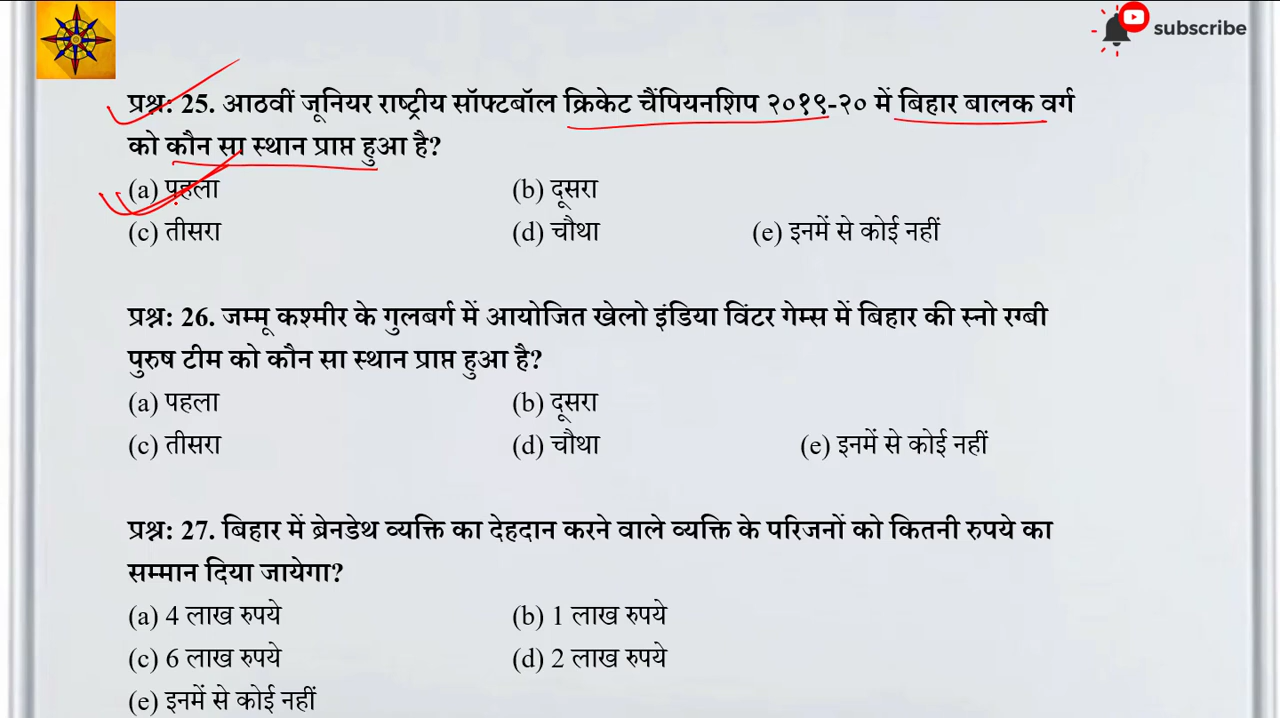 subscribe
प्रश्न: 25. आठवीं जूनियर राष्ट्रीय सॉफ्टबॉल क्रिकेट चैंपियनशिप २०१९-२० में बिहार बालक वर्ग
को कौन सा स्थान प्राप्त हुआ है?
(a) पहला (b) दूसरा
(c) तीसरा (d) चौथा (e) इनमें से कोई नहीं
प्रश्न: 26. जम्मू कश्मीर के गुलबर्ग में आयोजित खेलो इंडिया विंटर गेम्स में बिहार की स्नो रग्बी
पुरुष टीम को कौन सा स्थान प्राप्त हुआ है?
(a) पहला (b) दूसरा
(c) तीसरा (d) चौथा (e) इनमें से कोई नहीं
प्रश्न: 27. बिहार में ब्रेनडेथ व्यक्ति का देहदान करने वाले व्यक्ति के परिजनों को कितनी रुपये का
सम्मान दिया जायेगा?
(a) 4 लाख रुपये (b) 1 लाख रुपये
(c) 6 लाख रुपये (d) 2 लाख रुपये
(e) इनमें से कोई नहीं